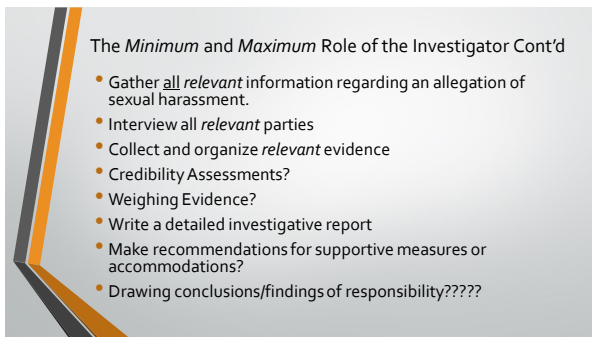 The Minimum and Maximum Role of the Investigator Cont'd
• Gather all relevant information regarding an allegation of
sexual harassment.
• Interview all relevant parties
• Collect and organize relevant evidence
• Credibility Assessments?
• Weighing Evidence?
• Write a detailed investigative report
• Make recommendations for supportive measures or
accommodations?
• Drawing conclusions/findings of responsibility?????